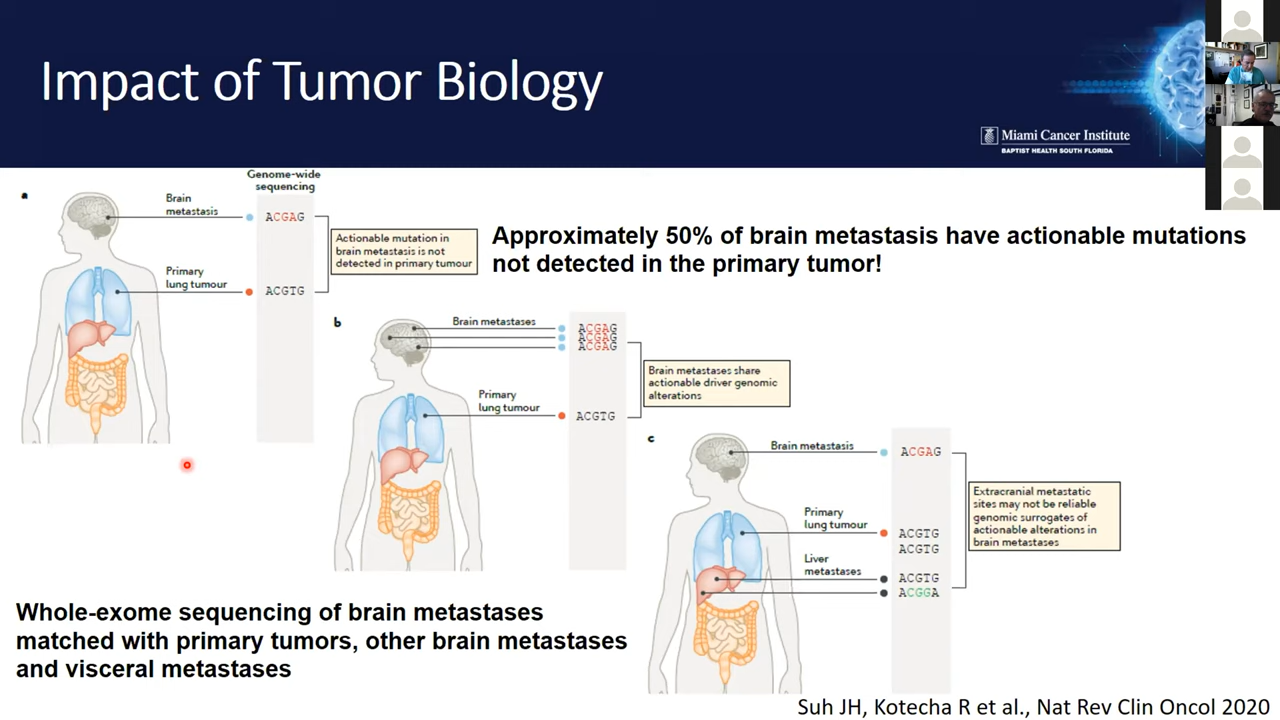 Impact of Tumor Biology
Miami Cancer Institute
BAPTIST HEALTH SOUTH FLORIDA
a
Genome-wide
sequencing
Brain
metastasis
ACGAG
Actionable mutation in
brain metastasis is not
detected in primary tumour
Primary
lung tumour
ACGTG
Approximately 50% of brain metastasis have actionable mutations
not detected in the primary tumor!
b
Brain metastases
ACGAG
ACGAG
ACGAG
Brain metastases share
actionable driver genomic
alterations
Primary
lung tumour
ACGTG
c
Brain metastasis
ACGAG
Extracranial metastatic
sites may not be reliable
genomic surrogates of
actionable alterations in
brain metastases
Primary
lung tumour
ACGTG
ACGTG
Liver
metastases
ACGTG
ACGGA
Whole-exome sequencing of brain metastases
matched with primary tumors, other brain metastases
and visceral metastases
Suh JH, Kotecha R et al., Nat Rev Clin Oncol 2020